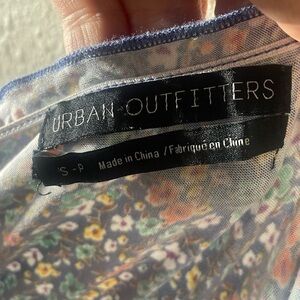 URBAN OUTFITTERS
S - P Made in China / Fabriqué en Chine